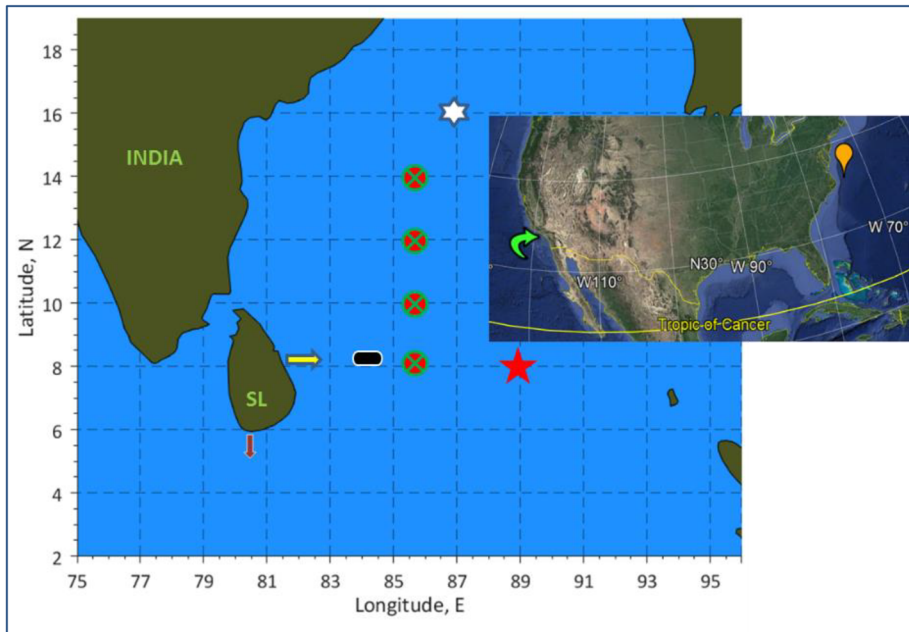 18
16
14
12
10
8
6
4
2
Latitude, N
INDIA
SL
75 77 79 81 83 85 87 89 91 93 95
Longitude, E
W110°
N30° W 90°
W 70°
Tropic of Cancer